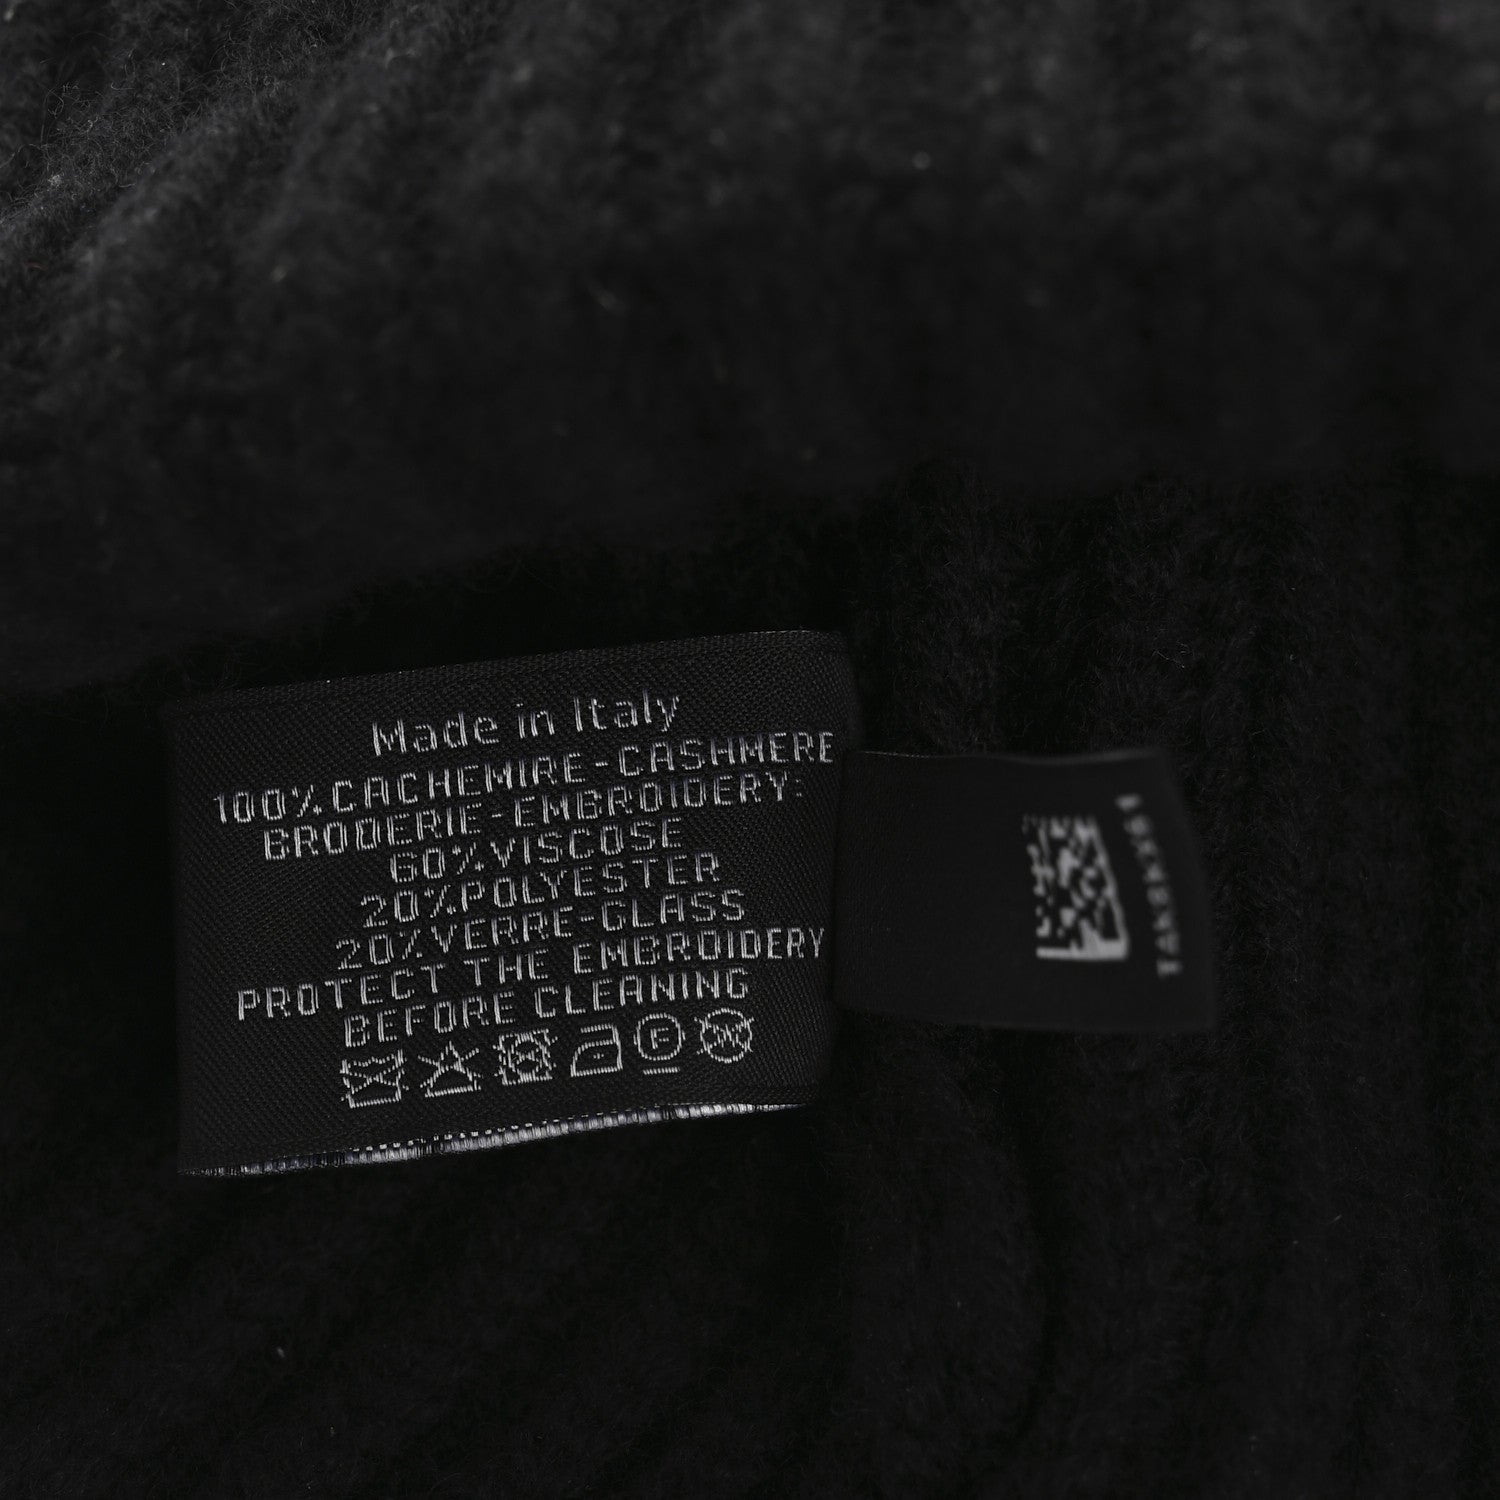 Made in Italy
100% CACHEMIRE-CASHMERE
BRODERIE-EMBROIDERY:
60% VISCOSE
20% POLYESTER
20% VERRE-GLASS
PROTECT THE EMBROIDERY
BEFORE CLEANING